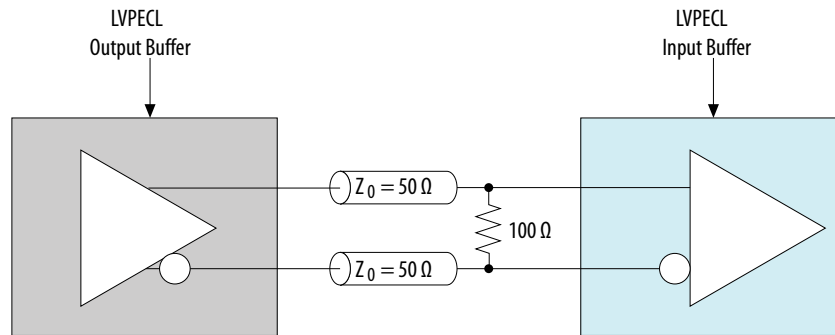 LVPECL
Output Buffer
LVPECL
Input Buffer
Z0 = 50 Ω
100 Ω
Z0 = 50 Ω